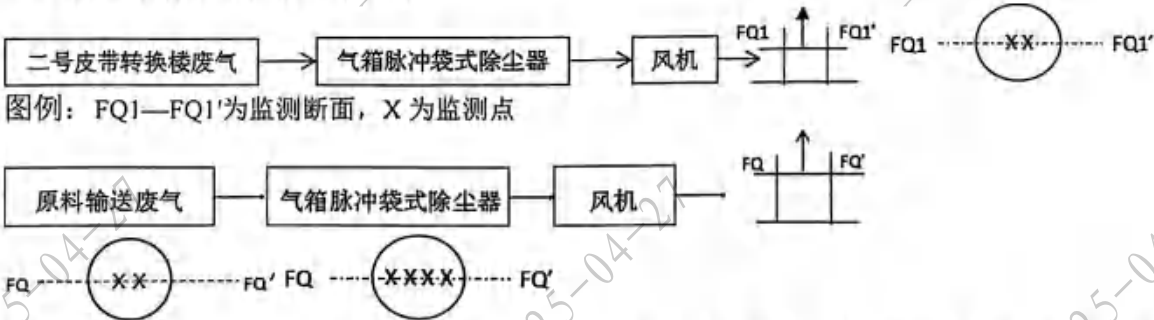 二号皮带转换楼废气 气箱脉冲袋式除尘器 风机 FQ1 FQ1' FQ1 XX FQ1'
图例：FQ1—FQ1'为监测断面，X 为监测点
原料输送废气 气箱脉冲袋式除尘器 风机 FQ FQ'
FQ XX FQ' FQ XXXX FQ'